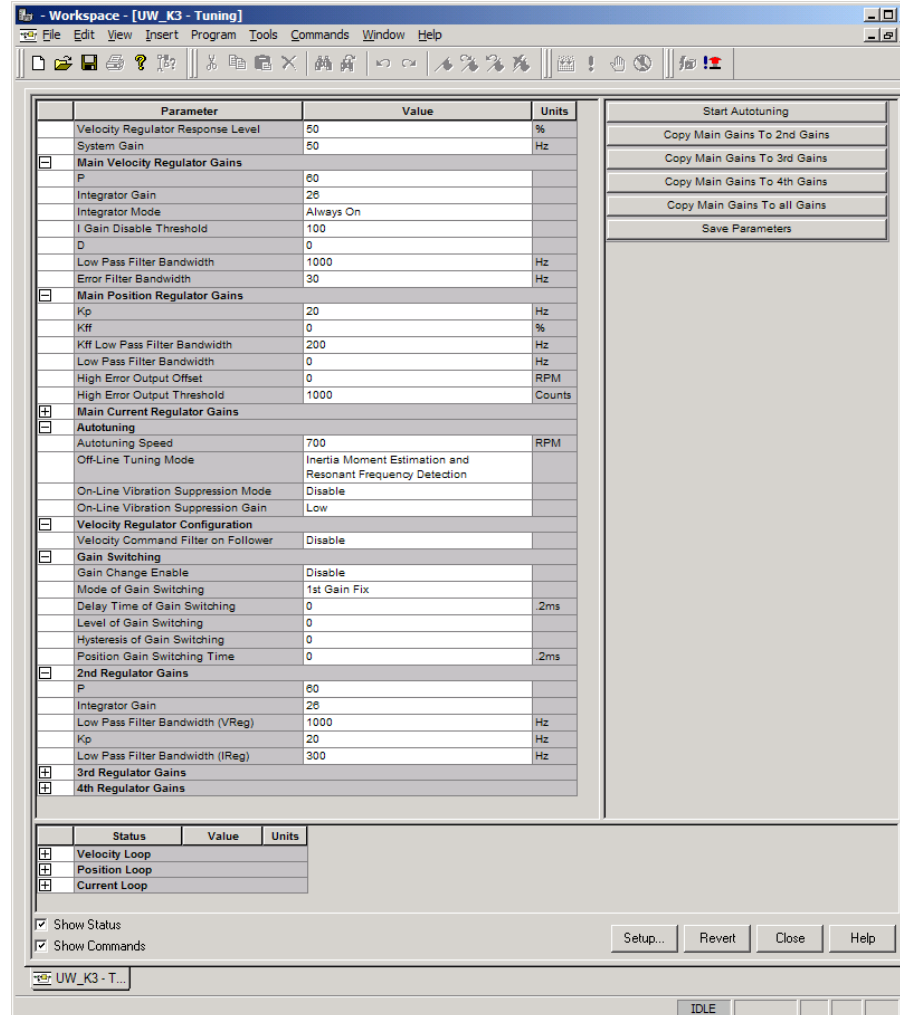 - Workspace - [UW_K3 - Tuning]
File Edit View Insert Program Tools Commands Window Help
Parameter Value Units
Velocity Regulator Response Level 50 %
System Gain 50 Hz
Main Velocity Regulator Gains
P 60
Integrator Gain 26
Integrator Mode Always On
I Gain Disable Threshold 100
D 0
Low Pass Filter Bandwidth 1000 Hz
Error Filter Bandwidth 30 Hz
Main Position Regulator Gains
Kp 20 Hz
Kff 0 %
Kff Low Pass Filter Bandwidth 200 Hz
Low Pass Filter Bandwidth 0 Hz
High Error Output Offset 0 RPM
High Error Output Threshold 1000 Counts
Main Current Regulator Gains
Autotuning
Autotuning Speed 700 RPM
Off-Line Tuning Mode Inertia Moment Estimation and
Resonant Frequency Detection
On-Line Vibration Suppression Mode Disable
On-Line Vibration Suppression Gain Low
Velocity Regulator Configuration
Velocity Command Filter on Follower Disable
Gain Switching
Gain Change Enable Disable
Mode of Gain Switching 1st Gain Fix
Delay Time of Gain Switching 0 .2ms
Level of Gain Switching 0
Hysteresis of Gain Switching 0
Position Gain Switching Time 0 .2ms
2nd Regulator Gains
P 60
Integrator Gain 26
Low Pass Filter Bandwidth (VReg) 1000 Hz
Kp 20 Hz
Low Pass Filter Bandwidth (IReg) 300 Hz
3rd Regulator Gains
4th Regulator Gains
Start Autotuning
Copy Main Gains To 2nd Gains
Copy Main Gains To 3rd Gains
Copy Main Gains To 4th Gains
Copy Main Gains To all Gains
Save Parameters
Status Value Units
Velocity Loop
Position Loop
Current Loop
Show Status
Show Commands
Setup... Revert Close Help
UW_K3 - T...
IDLE